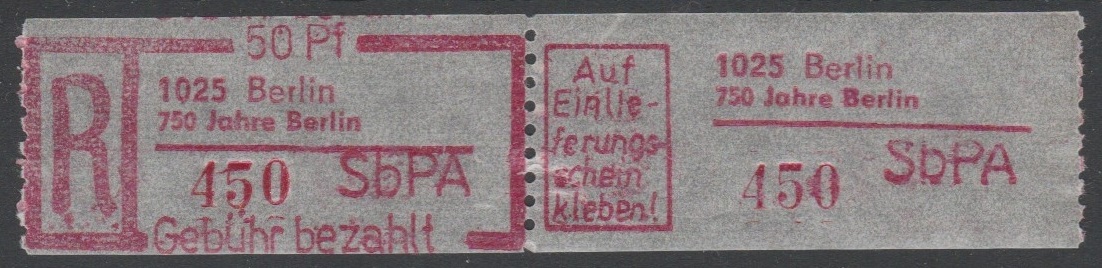 50 Pf
R
1025 Berlin
750 Jahre Berlin
450 SbPA
Gebühr bezahlt
Auf
Einlie-
ferungs-
schein
kleben!
1025 Berlin
750 Jahre Berlin
450 SbPA